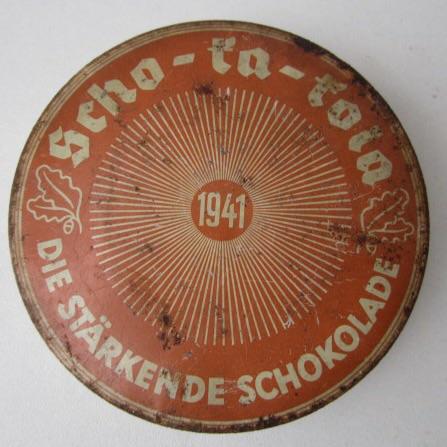 Scho-ka-kola
1941
DIE STÄRKENDE SCHOKOLADE